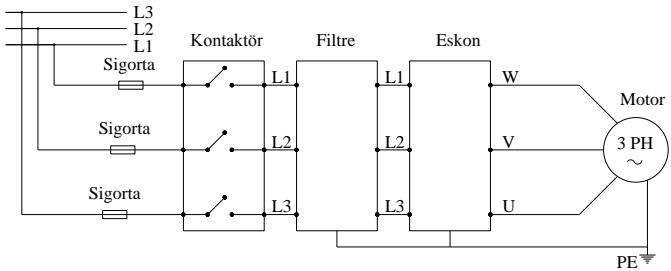 L3
L2
L1
Kontaktör
Filtre
Eskon
Motor
Sigorta
L1
L1
W
Sigorta
L2
L2
V
3 PH
~
Sigorta
L3
L3
U
PE